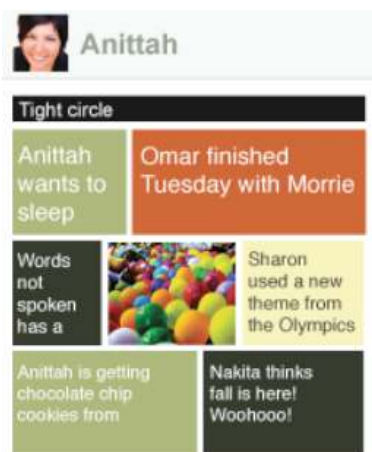 Anittah
Tight circle
Anittah
wants to
sleep
Omar finished
Tuesday with Morrie
Words
not
spoken
has a
Sharon
used a new
theme from
the Olympics
Anittah is getting
chocolate chip
cookies from
Nakita thinks
fall is here!
Woohooo!